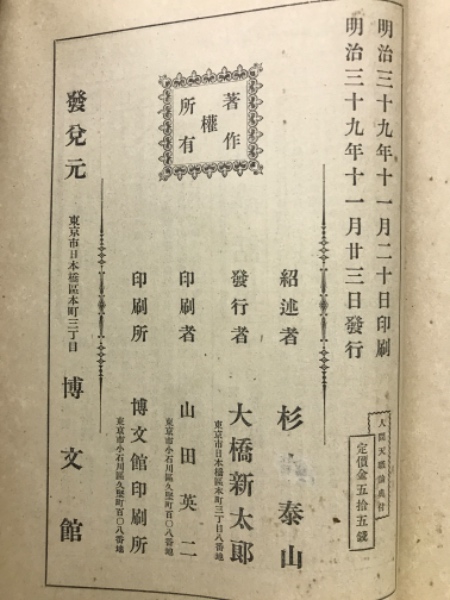 明治三十九年十一月二十日印刷
明治三十九年十一月廿三日發行
定價金五拾五錢
著作
權
所有
紹述者 杉 泰山
發行者 大橋新太郎
東京市日本橋區本町三丁目八番地
印刷者 山田英二
東京市小石川區久堅町百〇八番地
印刷所 博文館印刷所
東京市小石川區久堅町百〇八番地
發兌元 東京市日本橋區本町三丁目 博文館